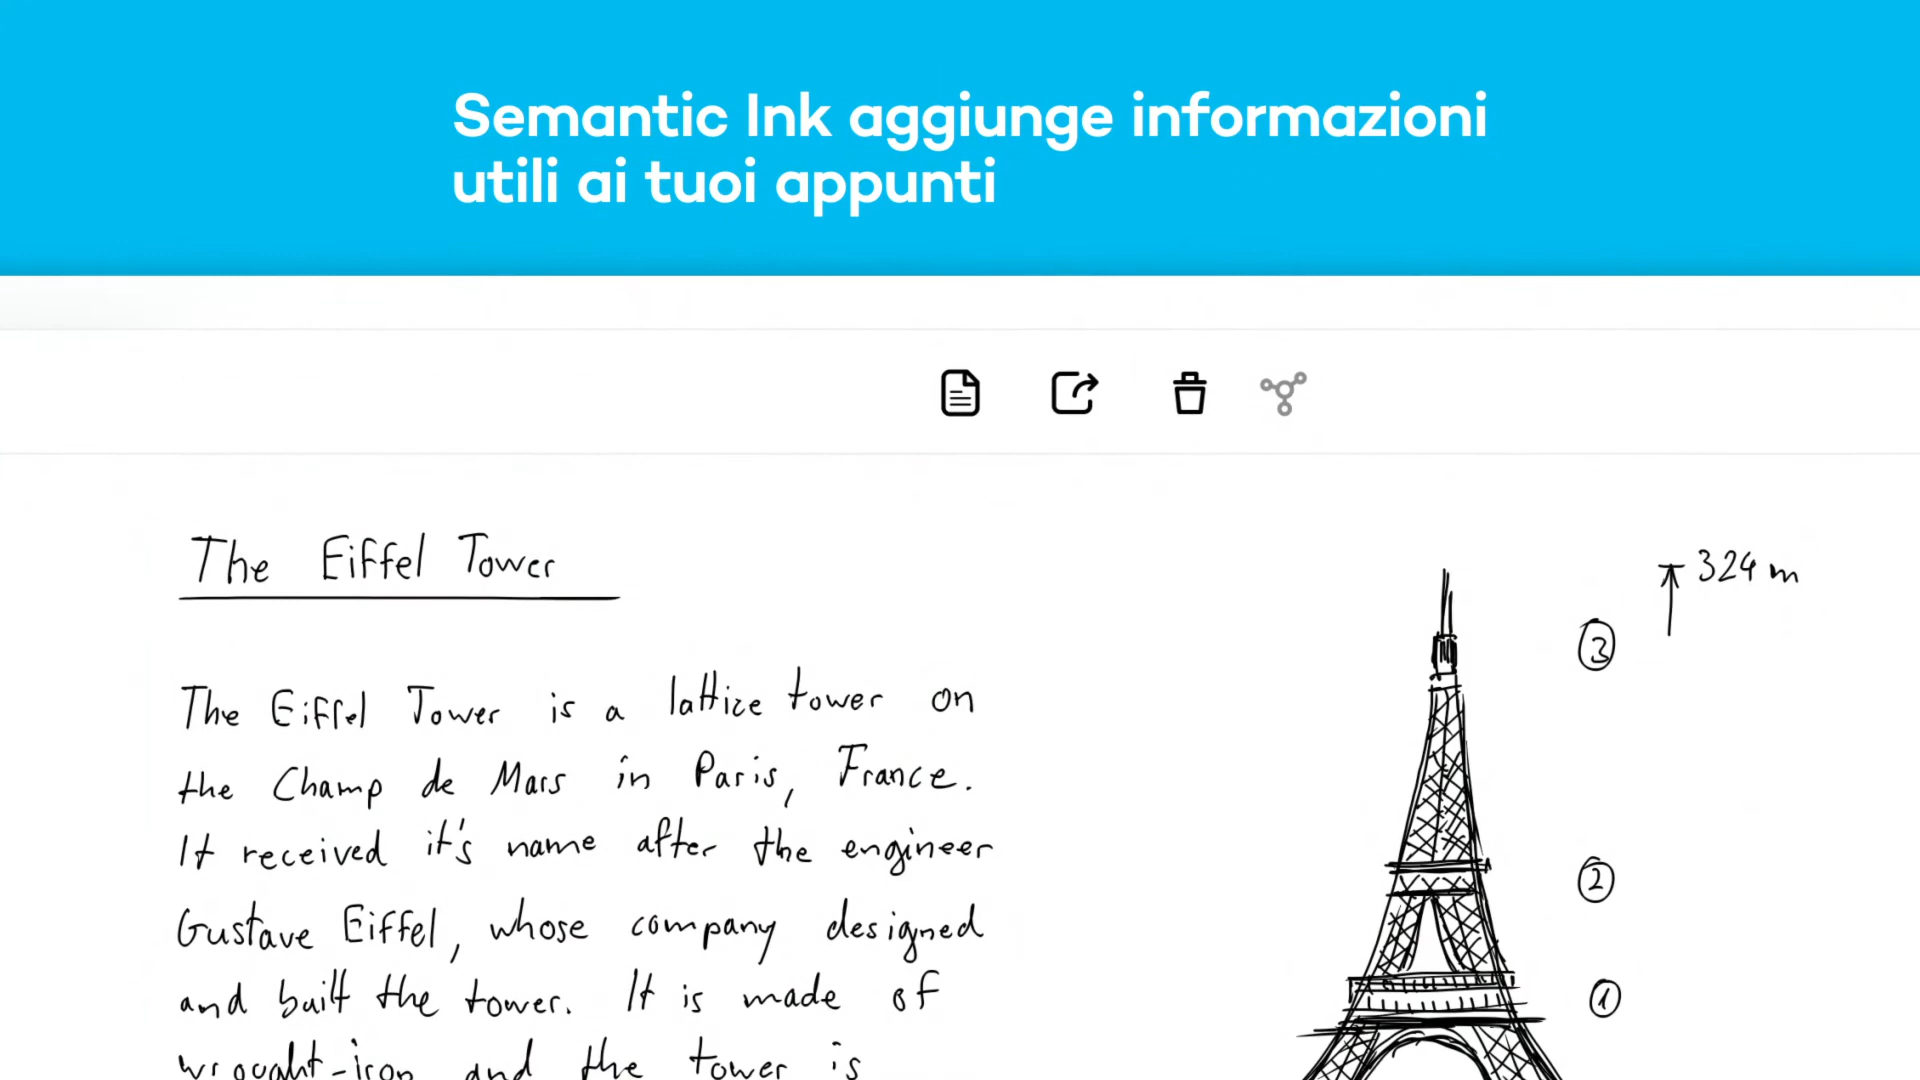 Semantic Ink aggiunge informazioni
utili ai tuoi appunti
The Eiffel Tower
324 m
3
The Eiffel Tower is a lattice tower on
the Champ de Mars in Paris, France.
It received it's name after the engineer
2
Gustave Eiffel, whose company designed
and built the tower. It is made of
1
wrought-iron and the tower is